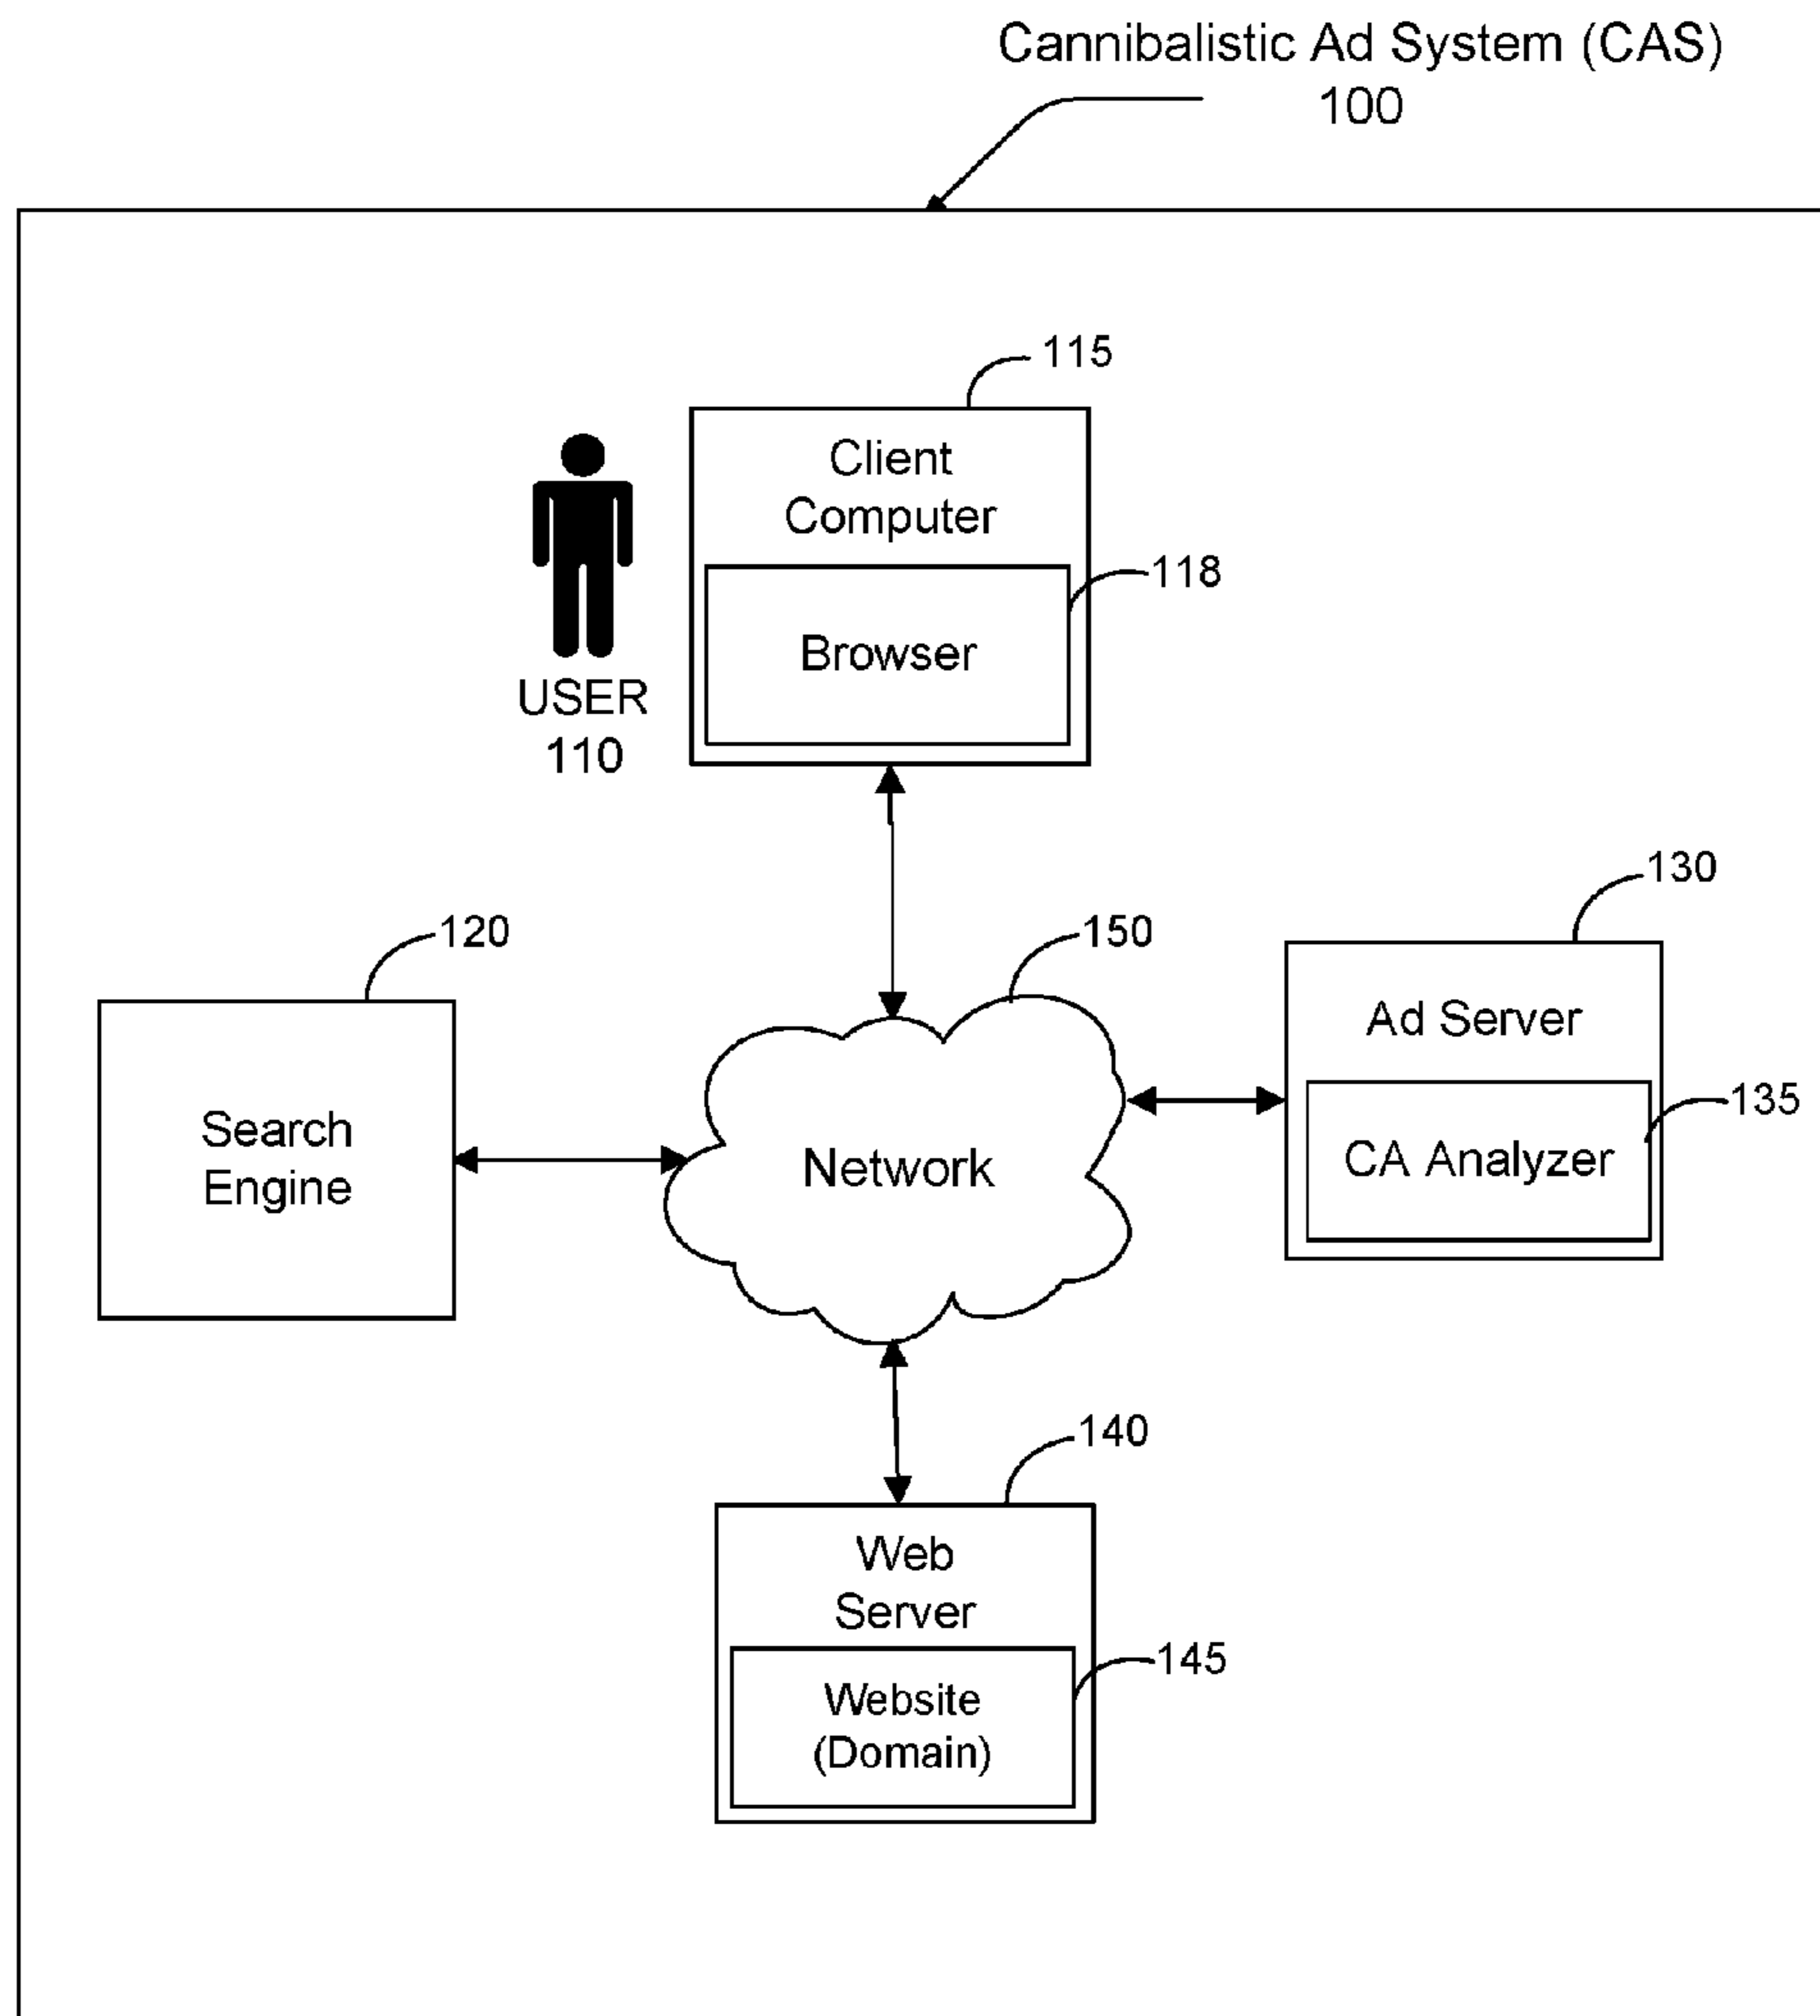 Cannibalistic Ad System (CAS)
100
115
Client
Computer
118
Browser
USER
110
130
120
150
Ad Server
135
CA Analyzer
Search
Engine
Network
140
Web
Server
145
Website
(Domain)